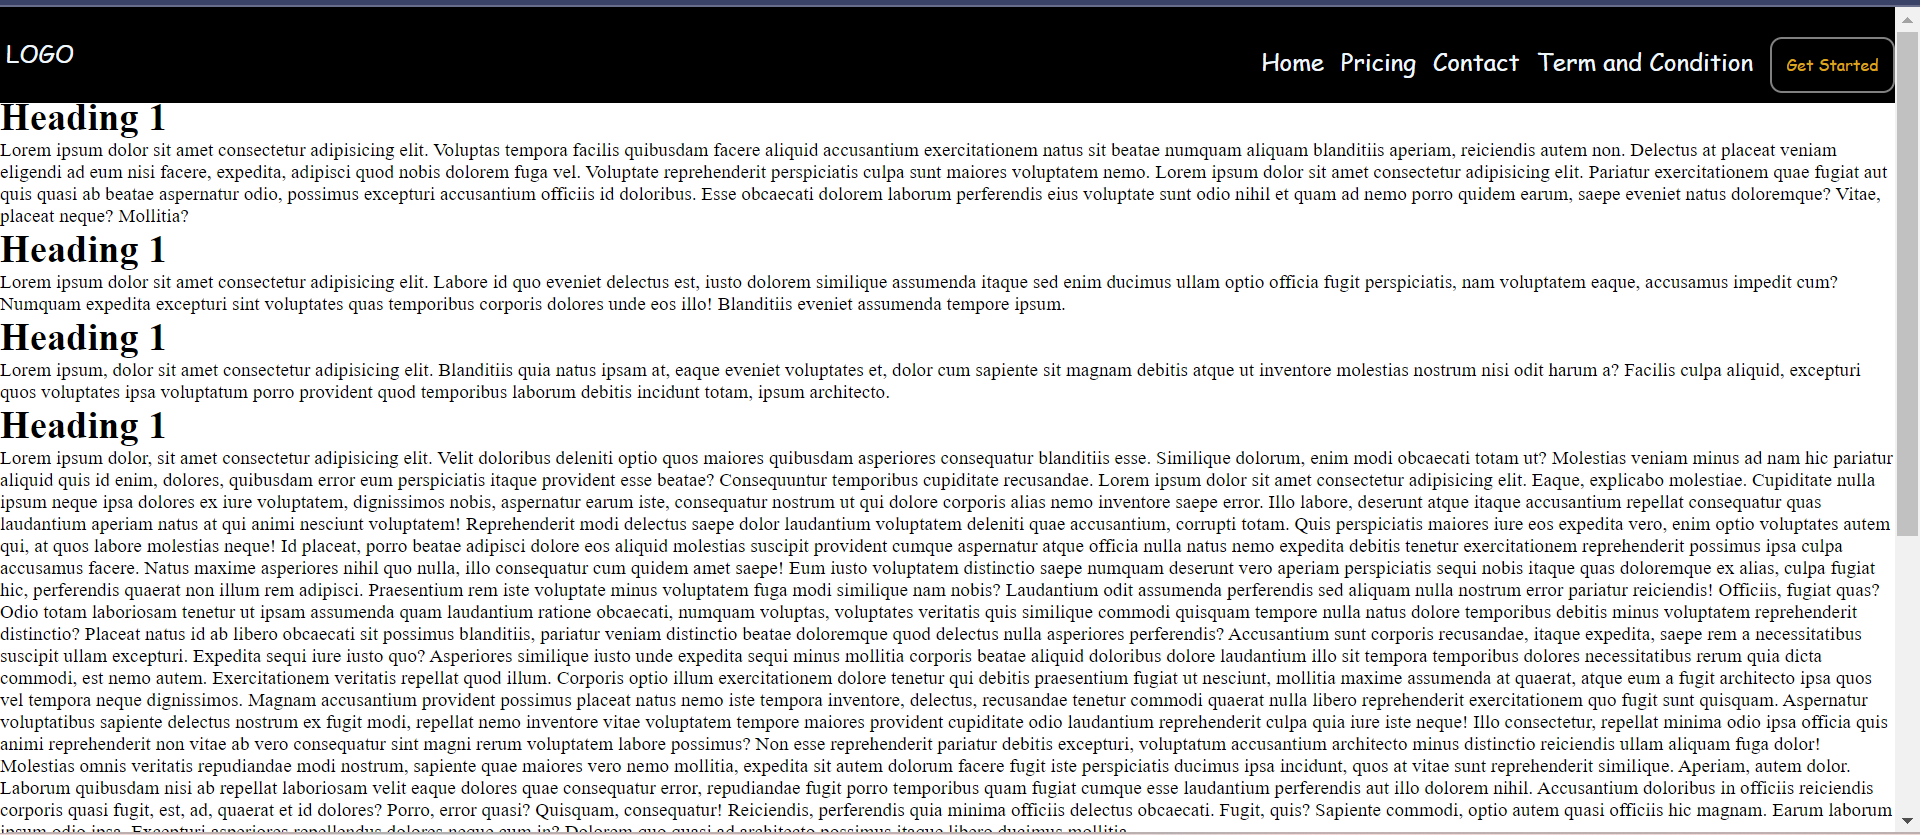 LOGO
Home Pricing Contact Term and Condition Get Started
Heading 1
Lorem ipsum dolor sit amet consectetur adipisicing elit. Voluptas tempora facilis quibusdam facere aliquid accusantium exercitationem natus sit beatae numquam aliquam blanditiis aperiam, reiciendis autem non. Delectus at placeat veniam
eligendi ad eum nisi facere, expedita, adipisci quod nobis dolorem fuga vel. Voluptate reprehenderit perspiciatis culpa sunt maiores voluptatem nemo. Lorem ipsum dolor sit amet consectetur adipisicing elit. Pariatur exercitationem quae fugiat aut
quis quasi ab beatae aspernatur odio, possimus excepturi accusantium officiis id doloribus. Esse obcaecati dolorem laborum perferendis eius voluptate sunt odio nihil et quam ad nemo porro quidem earum, saepe eveniet natus doloremque? Vitae,
placeat neque? Mollitia?
Heading 1
Lorem ipsum dolor sit amet consectetur adipisicing elit. Labore id quo eveniet delectus est, iusto dolorem similique assumenda itaque sed enim ducimus ullam optio officia fugit perspiciatis, nam voluptatem eaque, accusamus impedit cum?
Numquam expedita excepturi sint voluptates quas temporibus corporis dolores unde eos illo! Blanditiis eveniet assumenda tempore ipsum.
Heading 1
Lorem ipsum, dolor sit amet consectetur adipisicing elit. Blanditiis quia natus ipsam at, eaque eveniet voluptates et, dolor cum sapiente sit magnam debitis atque ut inventore molestias nostrum nisi odit harum a? Facilis culpa aliquid, excepturi
quos voluptates ipsa voluptatum porro provident quod temporibus laborum debitis incidunt totam, ipsum architecto.
Heading 1
Lorem ipsum dolor, sit amet consectetur adipisicing elit. Velit doloribus deleniti optio quos maiores quibusdam asperiores consequatur blanditiis esse. Similique dolorum, enim modi obcaecati totam ut? Molestias veniam minus ad nam hic pariatur
aliquid quis id enim, dolores, quibusdam error eum perspiciatis itaque provident esse beatae? Consequuntur temporibus cupiditate recusandae. Lorem ipsum dolor sit amet consectetur adipisicing elit. Eaque, explicabo molestiae. Cupiditate nulla
ipsum neque ipsa dolores ex iure voluptatem, dignissimos nobis, aspernatur earum iste, consequatur nostrum ut qui dolore corporis alias nemo inventore saepe error. Illo labore, deserunt atque itaque accusantium repellat consequatur quas
laudantium aperiam natus at qui animi nesciunt voluptatem! Reprehenderit modi delectus saepe dolor laudantium voluptatem deleniti quae accusantium, corrupti totam. Quis perspiciatis maiores iure eos expedita vero, enim optio voluptates autem
qui, at quos labore molestias neque! Id placeat, porro beatae adipisci dolore eos aliquid molestias suscipit provident cumque aspernatur atque officia nulla natus nemo expedita debitis tenetur exercitationem reprehenderit possimus ipsa culpa
accusamus facere. Natus maxime asperiores nihil quo nulla, illo consequatur cum quidem amet saepe! Eum iusto voluptatem distinctio saepe numquam deserunt vero aperiam perspiciatis sequi nobis itaque quas doloremque ex alias, culpa fugiat
hic, perferendis quaerat non illum rem adipisci. Praesentium rem iste voluptate minus voluptatem fuga modi similique nam nobis? Laudantium odit assumenda perferendis sed aliquam nulla nostrum error pariatur reiciendis! Officiis, fugiat quas?
Odio totam laboriosam tenetur ut ipsam assumenda quam laudantium ratione obcaecati, numquam voluptas, voluptates veritatis quis similique commodi quisquam tempore nulla natus dolore temporibus debitis minus voluptatem reprehenderit
distinctio? Placeat natus id ab libero obcaecati sit possimus blanditiis, pariatur veniam distinctio beatae doloremque quod delectus nulla asperiores perferendis? Accusantium sunt corporis recusandae, itaque expedita, saepe rem a necessitatibus
suscipit ullam excepturi. Expedita sequi iure iusto quo? Asperiores similique iusto unde expedita sequi minus mollitia corporis beatae aliquid doloribus dolore laudantium illo sit tempora temporibus dolores necessitatibus rerum quia dicta
commodi, est nemo autem. Exercitationem veritatis repellat quod illum. Corporis optio illum exercitationem dolore tenetur qui debitis praesentium fugiat ut nesciunt, mollitia maxime assumenda at quaerat, atque eum a fugit architecto ipsa quos
vel tempora neque dignissimos. Magnam accusantium provident possimus placeat natus nemo iste tempora inventore, delectus, recusandae tenetur commodi quaerat nulla libero reprehenderit exercitationem quo fugit sunt quisquam. Aspernatur
voluptatibus sapiente delectus nostrum ex fugit modi, repellat nemo inventore vitae voluptatem tempore maiores provident cupiditate odio laudantium reprehenderit culpa quia iure iste neque! Illo consectetur, repellat minima odio ipsa officia quis
animi reprehenderit non vitae ab vero consequatur sint magni rerum voluptatem labore possimus? Non esse reprehenderit pariatur debitis excepturi, voluptatum accusantium architecto minus distinctio reiciendis ullam aliquam fuga dolor!
Molestias omnis veritatis repudiandae modi nostrum, sapiente quae maiores vero nemo mollitia, expedita sit autem dolorum facere fugit iste perspiciatis ducimus ipsa incidunt, quos at vitae sunt reprehenderit similique. Aperiam, autem dolor.
Laborum quibusdam nisi ab repellat laboriosam velit eaque dolores quae consequatur error, repudiandae fugit porro temporibus quam fugiat cumque esse laudantium perferendis aut illo dolorem nihil. Accusantium doloribus in officiis reiciendis
corporis quasi fugit, est, ad, quaerat et id dolores? Porro, error quasi? Quisquam, consequatur! Reiciendis, perferendis quia minima officiis delectus obcaecati. Fugit, quis? Sapiente commodi, optio autem quasi officiis hic magnam. Earum laborum
ipsum odio ipsa. Excepturi asperiores repellendus dolores neque cum in? Dolorem quo quasi ad architecto possimus itaque libero ducimus mollitia